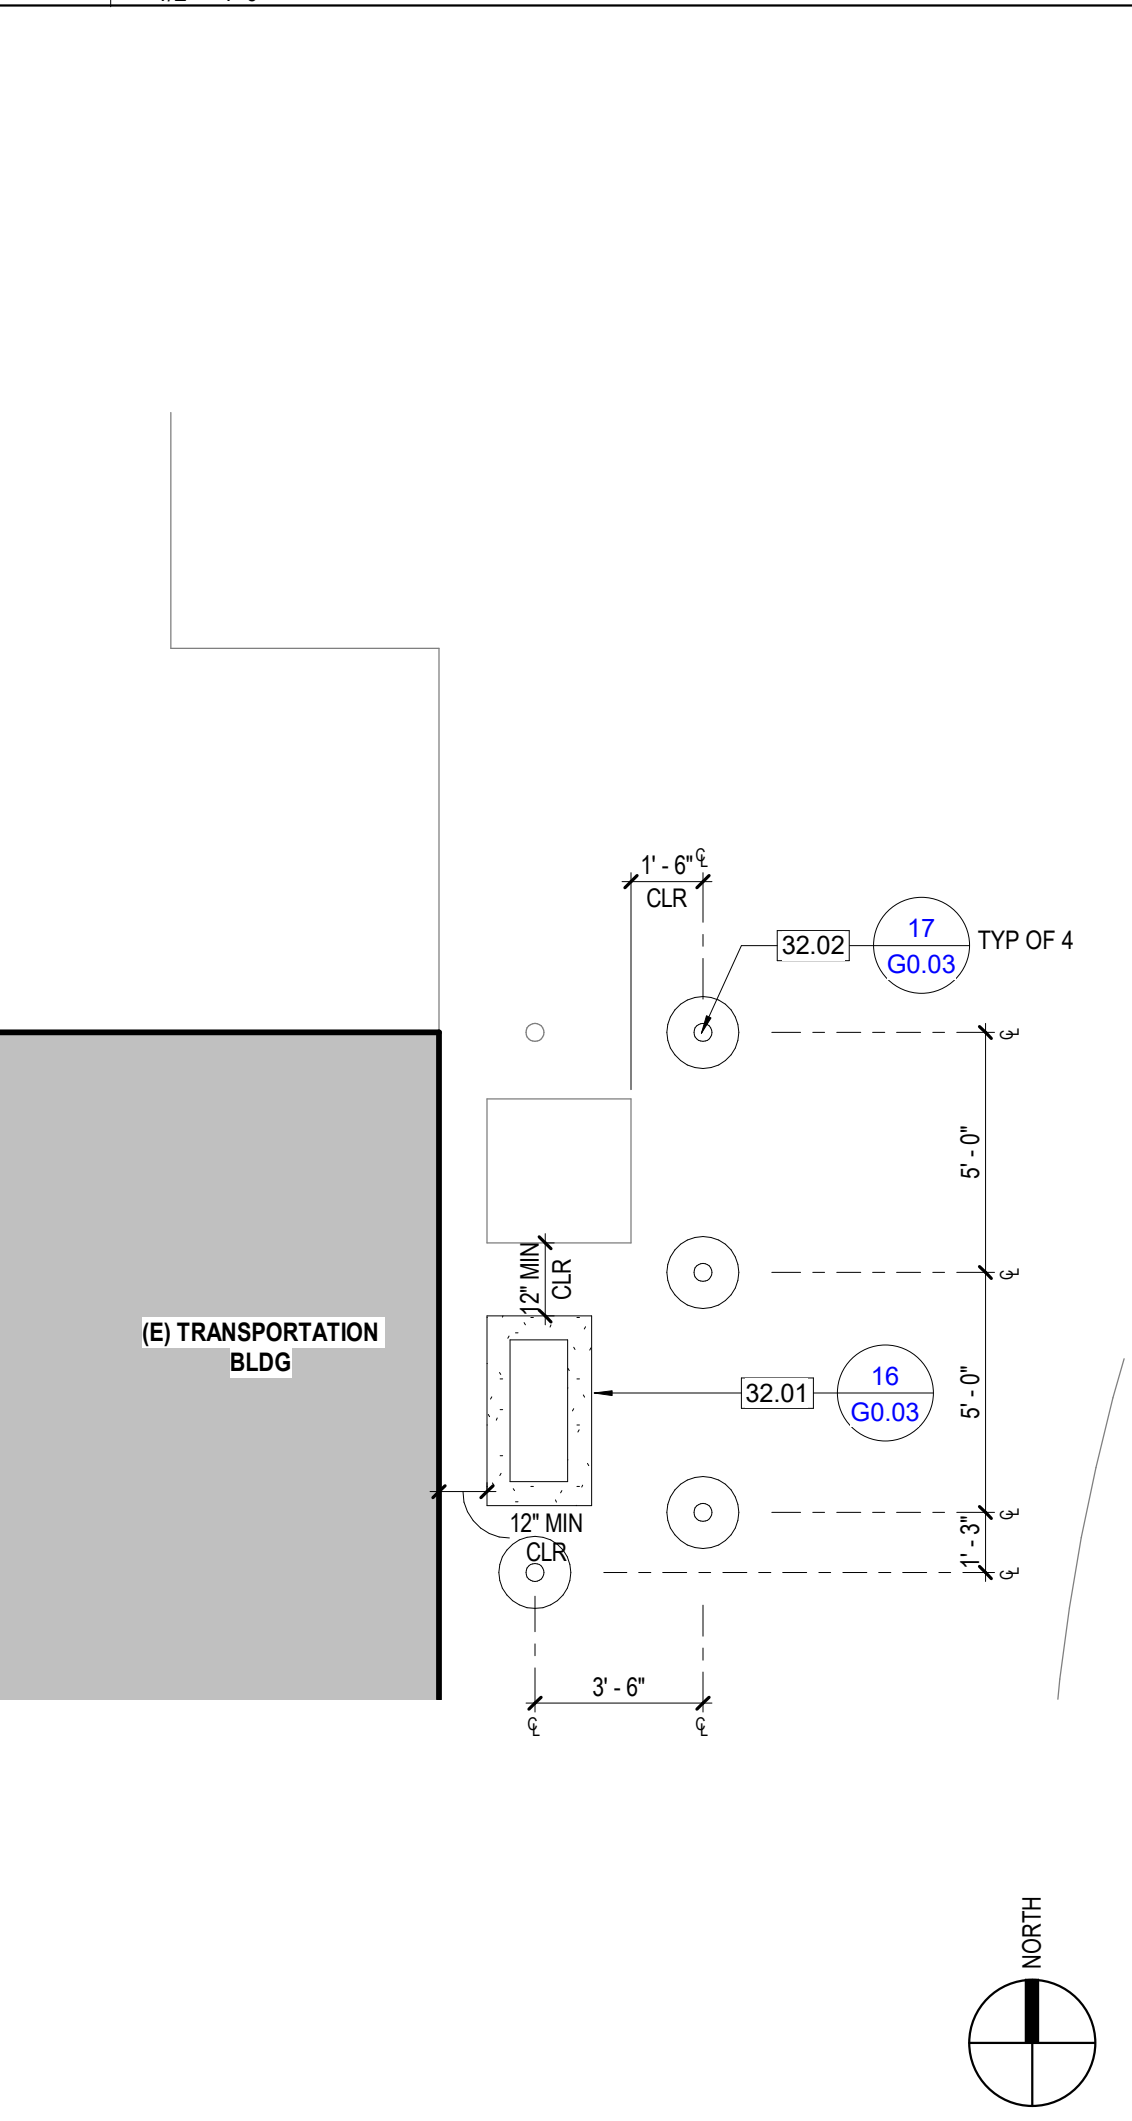 1' - 6" ℄
CLR
32.02
17
G0.03
TYP OF 4
℄
5' - 0"
12" MIN
CLR
℄
(E) TRANSPORTATION
BLDG
32.01
16
G0.03
5' - 0"
12" MIN
CLR
℄
1' - 3"
℄
3' - 6"
℄
℄
NORTH